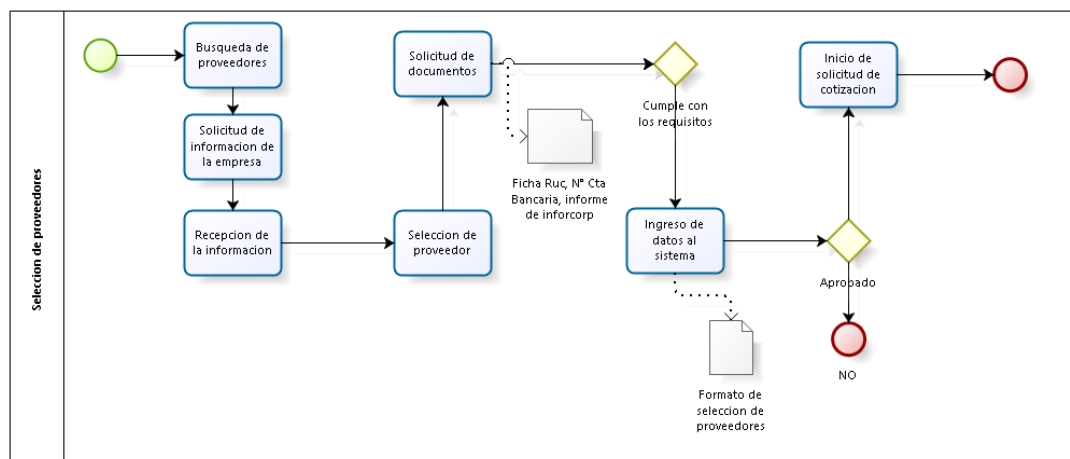 Seleccion de proveedores
Busqueda de
proveedores
Solicitud de
informacion de
la empresa
Recepcion de
la informacion
Seleccion de
proveedor
Solicitud de
documentos
Ficha Ruc, N° Cta
Bancaria, informe
de inforcorp
Cumple con
los requisitos
Ingreso de
datos al
sistema
Formato de
seleccion de
proveedores
Aprobado
NO
Inicio de
solicitud de
cotizacion